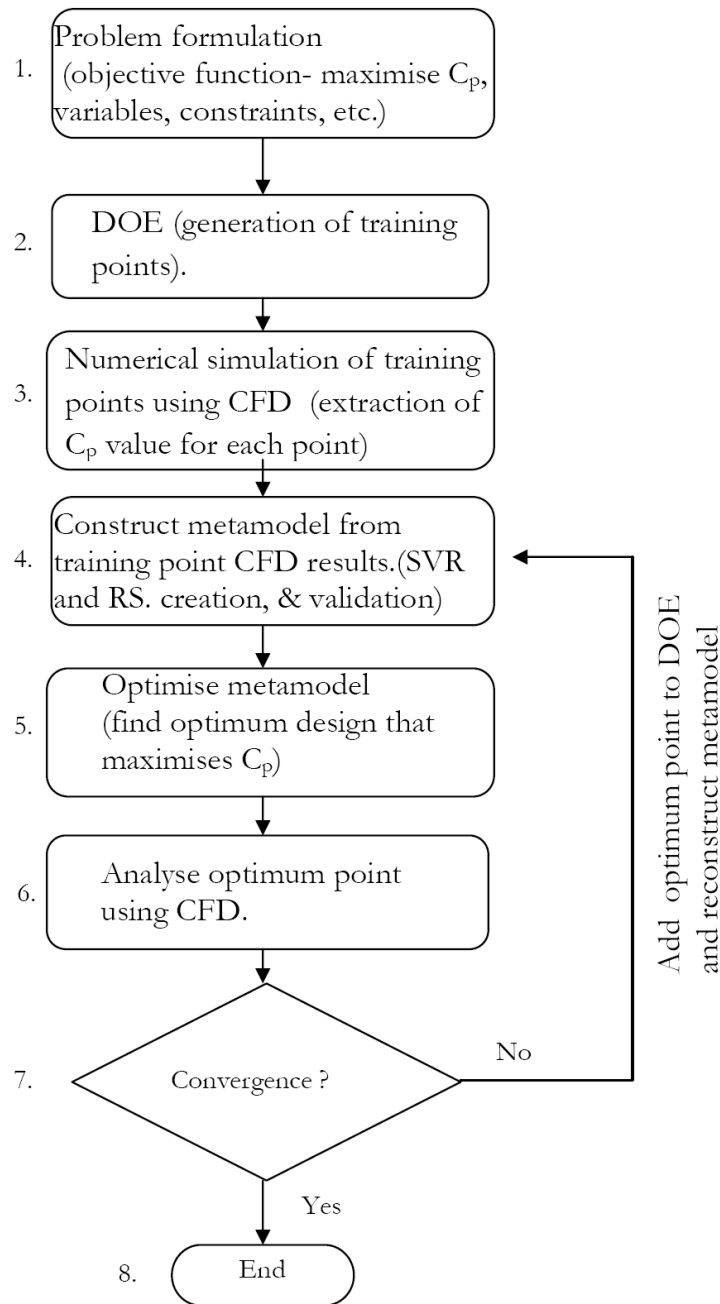 1.
Problem formulation
(objective function- maximise Cₚ,
variables, constraints, etc.)
2.
DOE (generation of training
points).
3.
Numerical simulation of training
points using CFD (extraction of
Cₚ value for each point)
4.
Construct metamodel from
training point CFD results.(SVR
and RS. creation, & validation)
5.
Optimise metamodel
(find optimum design that
maximises Cₚ)
6.
Analyse optimum point
using CFD.
7.
Convergence ?
No
Add optimum point to DOE
and reconstruct metamodel
Yes
8.
End